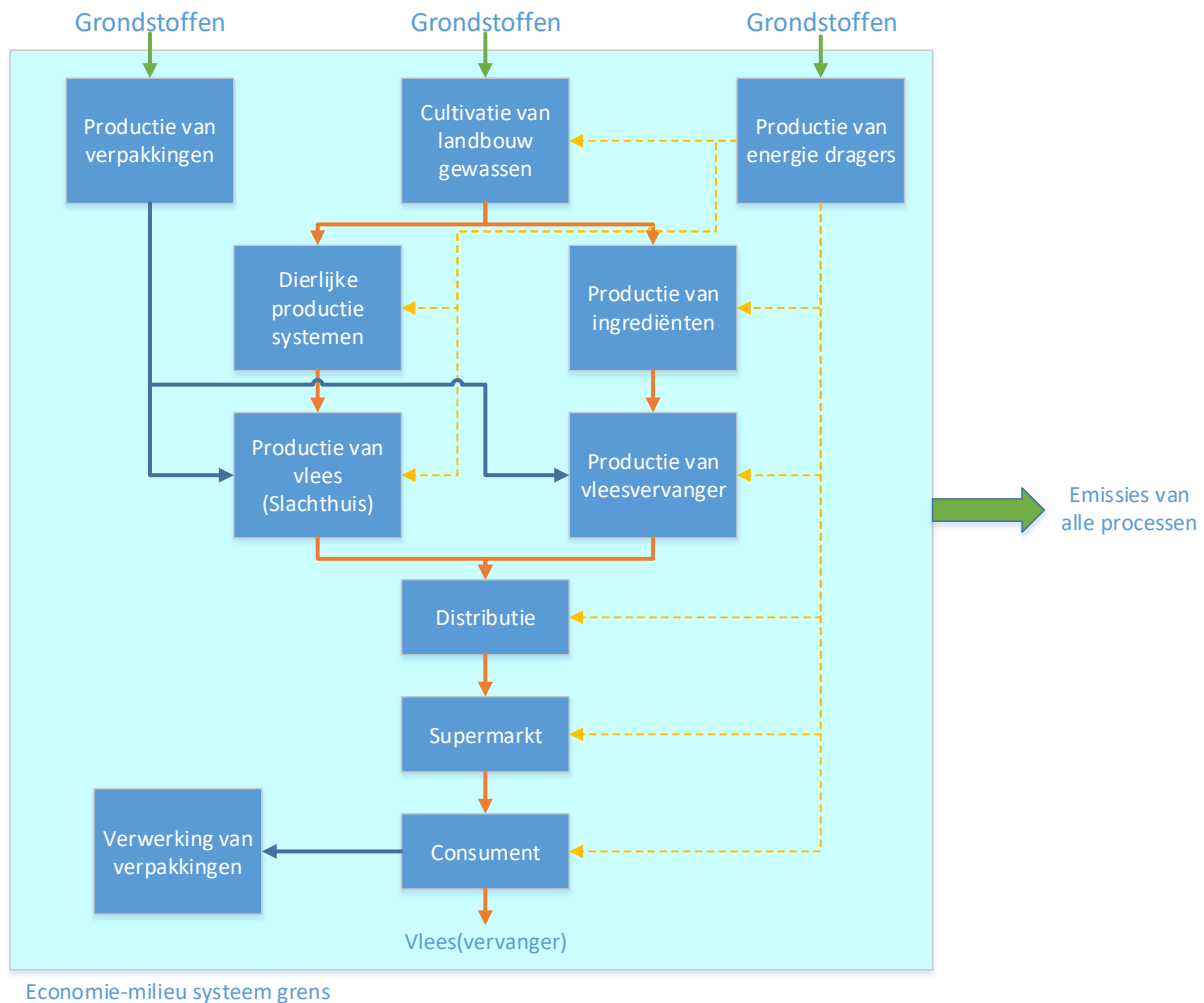 Grondstoffen
Grondstoffen
Grondstoffen
Productie van
verpakkingen
Cultivatie van
landbouw
gewassen
Productie van
energie dragers
Dierlijke
productie
systemen
Productie van
ingrediënten
Productie van
vlees
(Slachthuis)
Productie van
vleesvervanger
Emissies van
alle processen
Distributie
Supermarkt
Verwerking van
verpakkingen
Consument
Vlees(vervanger)
Economie-milieu systeem grens